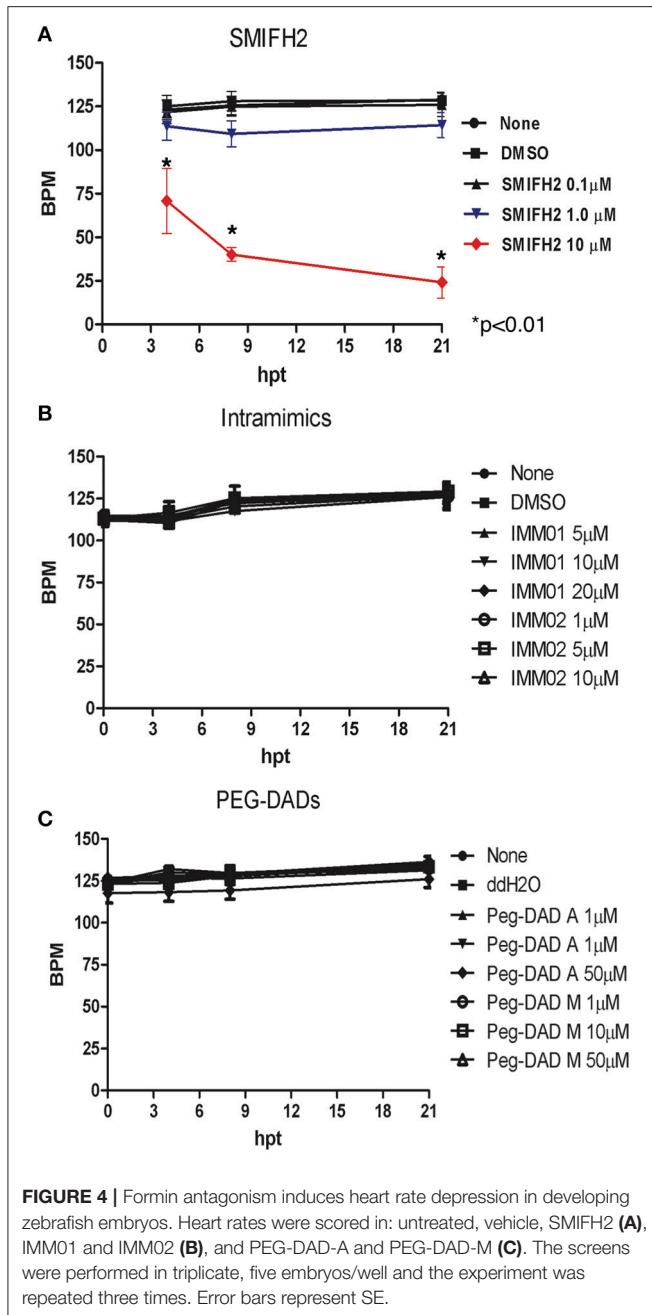 A
SMIFH2
150
125
100
75
50
25
0
BPM
*
*
*
0 3 6 9 12 15 18 21
hpt
None
DMSO
SMIFH2 0.1µM
SMIFH2 1.0 µM
SMIFH2 10 µM
*p<0.01
B
Intramimics
150
125
100
75
50
25
0
BPM
0 3 6 9 12 15 18 21
hpt
None
DMSO
IMM01 5µM
IMM01 10µM
IMM01 20µM
IMM02 1µM
IMM02 5µM
IMM02 10µM
C
PEG-DADs
150
125
100
75
125
25
0
BPM
0 3 6 9 12 15 18 21
hpt
None
ddH2O
Peg-DAD A 1µM
Peg-DAD A 1µM
Peg-DAD A 50µM
Peg-DAD M 1µM
Peg-DAD M 10µM
Peg-DAD M 50µM
FIGURE 4 | Formin antagonism induces heart rate depression in developing
zebrafish embryos. Heart rates were scored in: untreated, vehicle, SMIFH2 (A),
IMM01 and IMM02 (B), and PEG-DAD-A and PEG-DAD-M (C). The screens
were performed in triplicate, five embryos/well and the experiment was
repeated three times. Error bars represent SE.